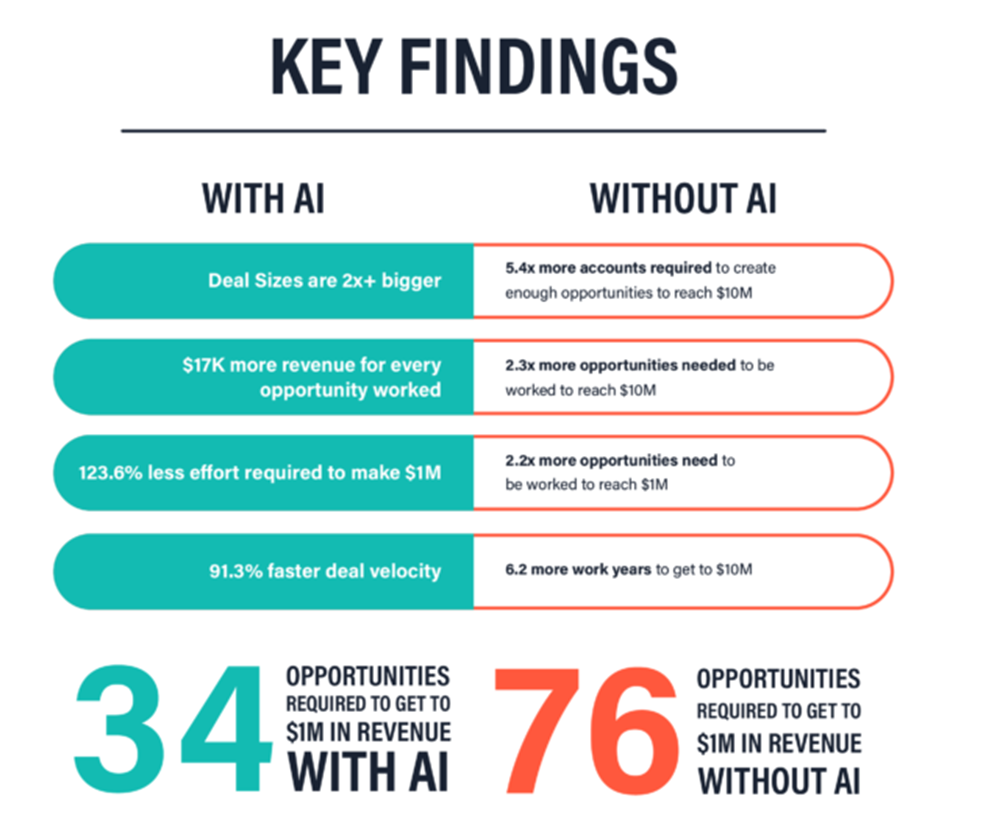 KEY FINDINGS
WITH AI
WITHOUT AI
Deal Sizes are 2x+ bigger
5.4x more accounts required to create
enough opportunities to reach $10M
$17K more revenue for every
opportunity worked
2.3x more opportunities needed to be
worked to reach $10M
123.6% less effort required to make $1M
2.2x more opportunities need to
be worked to reach $1M
91.3% faster deal velocity
6.2 more work years to get to $10M
34
OPPORTUNITIES
REQUIRED TO GET TO
$1M IN REVENUE
WITH AI
76
OPPORTUNITIES
REQUIRED TO GET TO
$1M IN REVENUE
WITHOUT AI